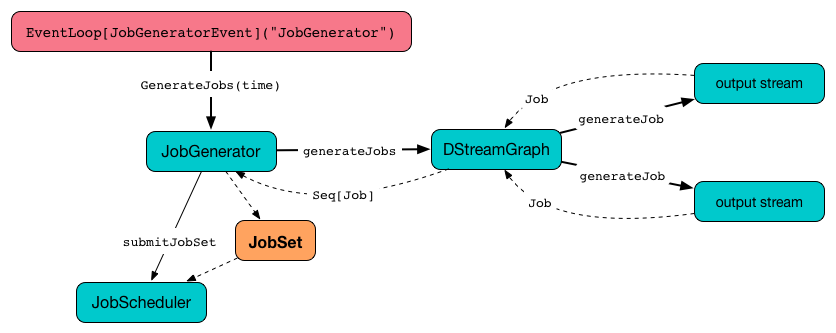 EventLoop[JobGeneratorEvent]("JobGenerator")
GenerateJobs(time)
output stream
Job
generateJob
JobGenerator
generateJobs
DStreamGraph
generateJob
Seq[Job]
Job
output stream
submitJobSet
JobSet
JobScheduler